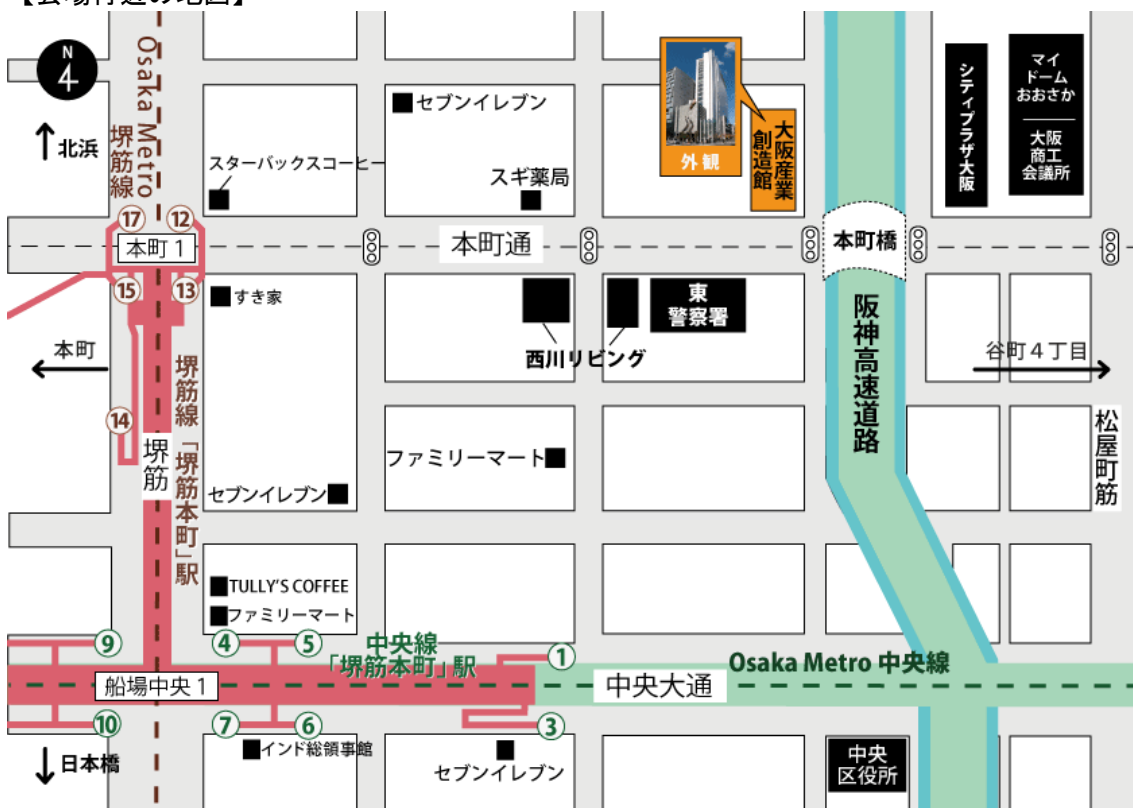 【会場付近の地図】
N
4
北浜
Osaka Metro
堺筋線
セブンイレブン
スターバックスコーヒー
スギ薬局
外観
大阪産業
創造館
シティプラザ大阪
マイ
ドーム
おおさか
大阪
商工
会議所
17
12
本町1
本町通
本町橋
15
13
すき家
東
警察署
西川リビング
阪神高速道路
本町
谷町4丁目
14
堺筋
堺筋線「堺筋本町」駅
ファミリーマート
松屋町筋
セブンイレブン
TULLY'S COFFEE
ファミリーマート
9
4
5
中央線
「堺筋本町」駅
1
Osaka Metro 中央線
船場中央1
中央大通
10
7
6
3
日本橋
インド総領事館
セブンイレブン
中央
区役所